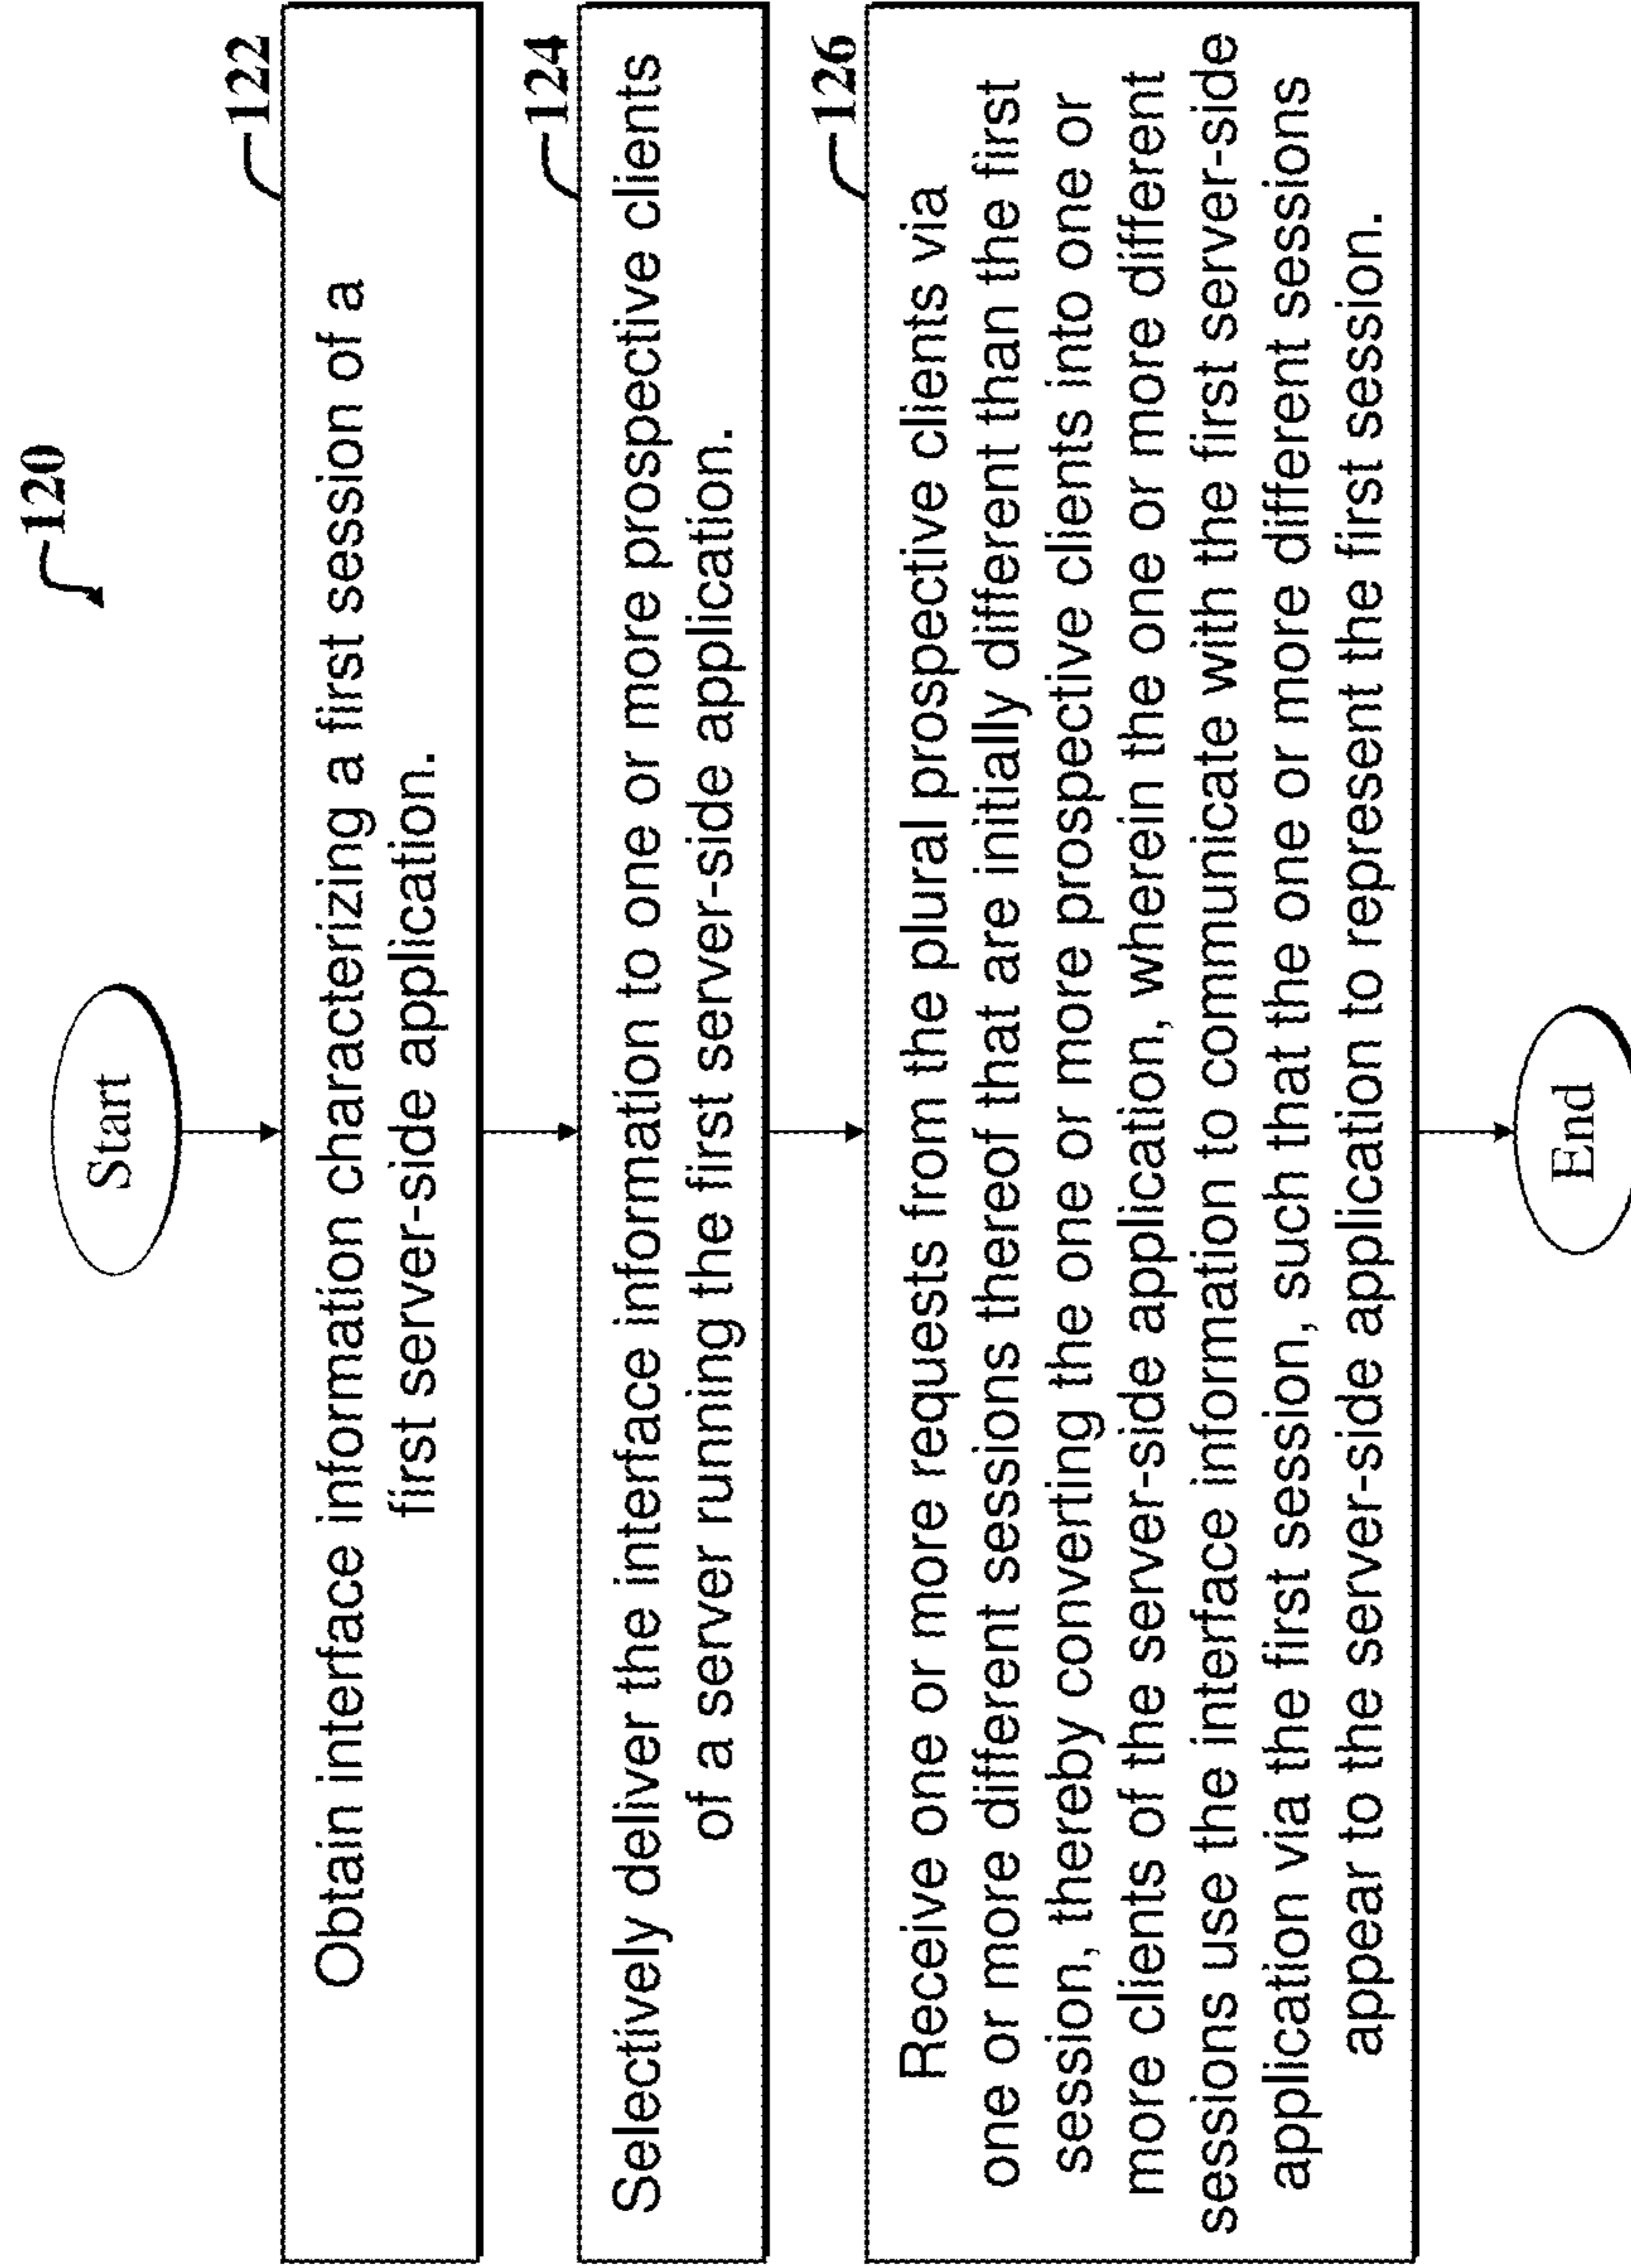 120
Start
122
Obtain interface information characterizing a first session of a
first server-side application.
124
Selectively deliver the interface information to one or more prospective clients
of a server running the first server-side application.
126
Receive one or more requests from the plural prospective clients via
one or more different sessions thereof that are initially different than the first
session, thereby converting the one or more prospective clients into one or
more clients of the server-side application, wherein the one or more different
sessions use the interface information to communicate with the first server-side
application via the first session, such that the one or more different sessions
appear to the server-side application to represent the first session.
End